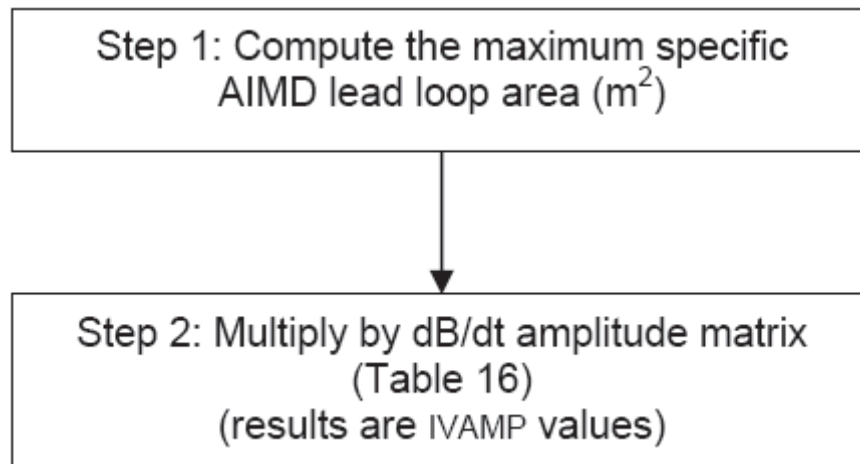 Step 1: Compute the maximum specific
AIMD lead loop area (m²)
Step 2: Multiply by dB/dt amplitude matrix
(Table 16)
(results are IVAMP values)